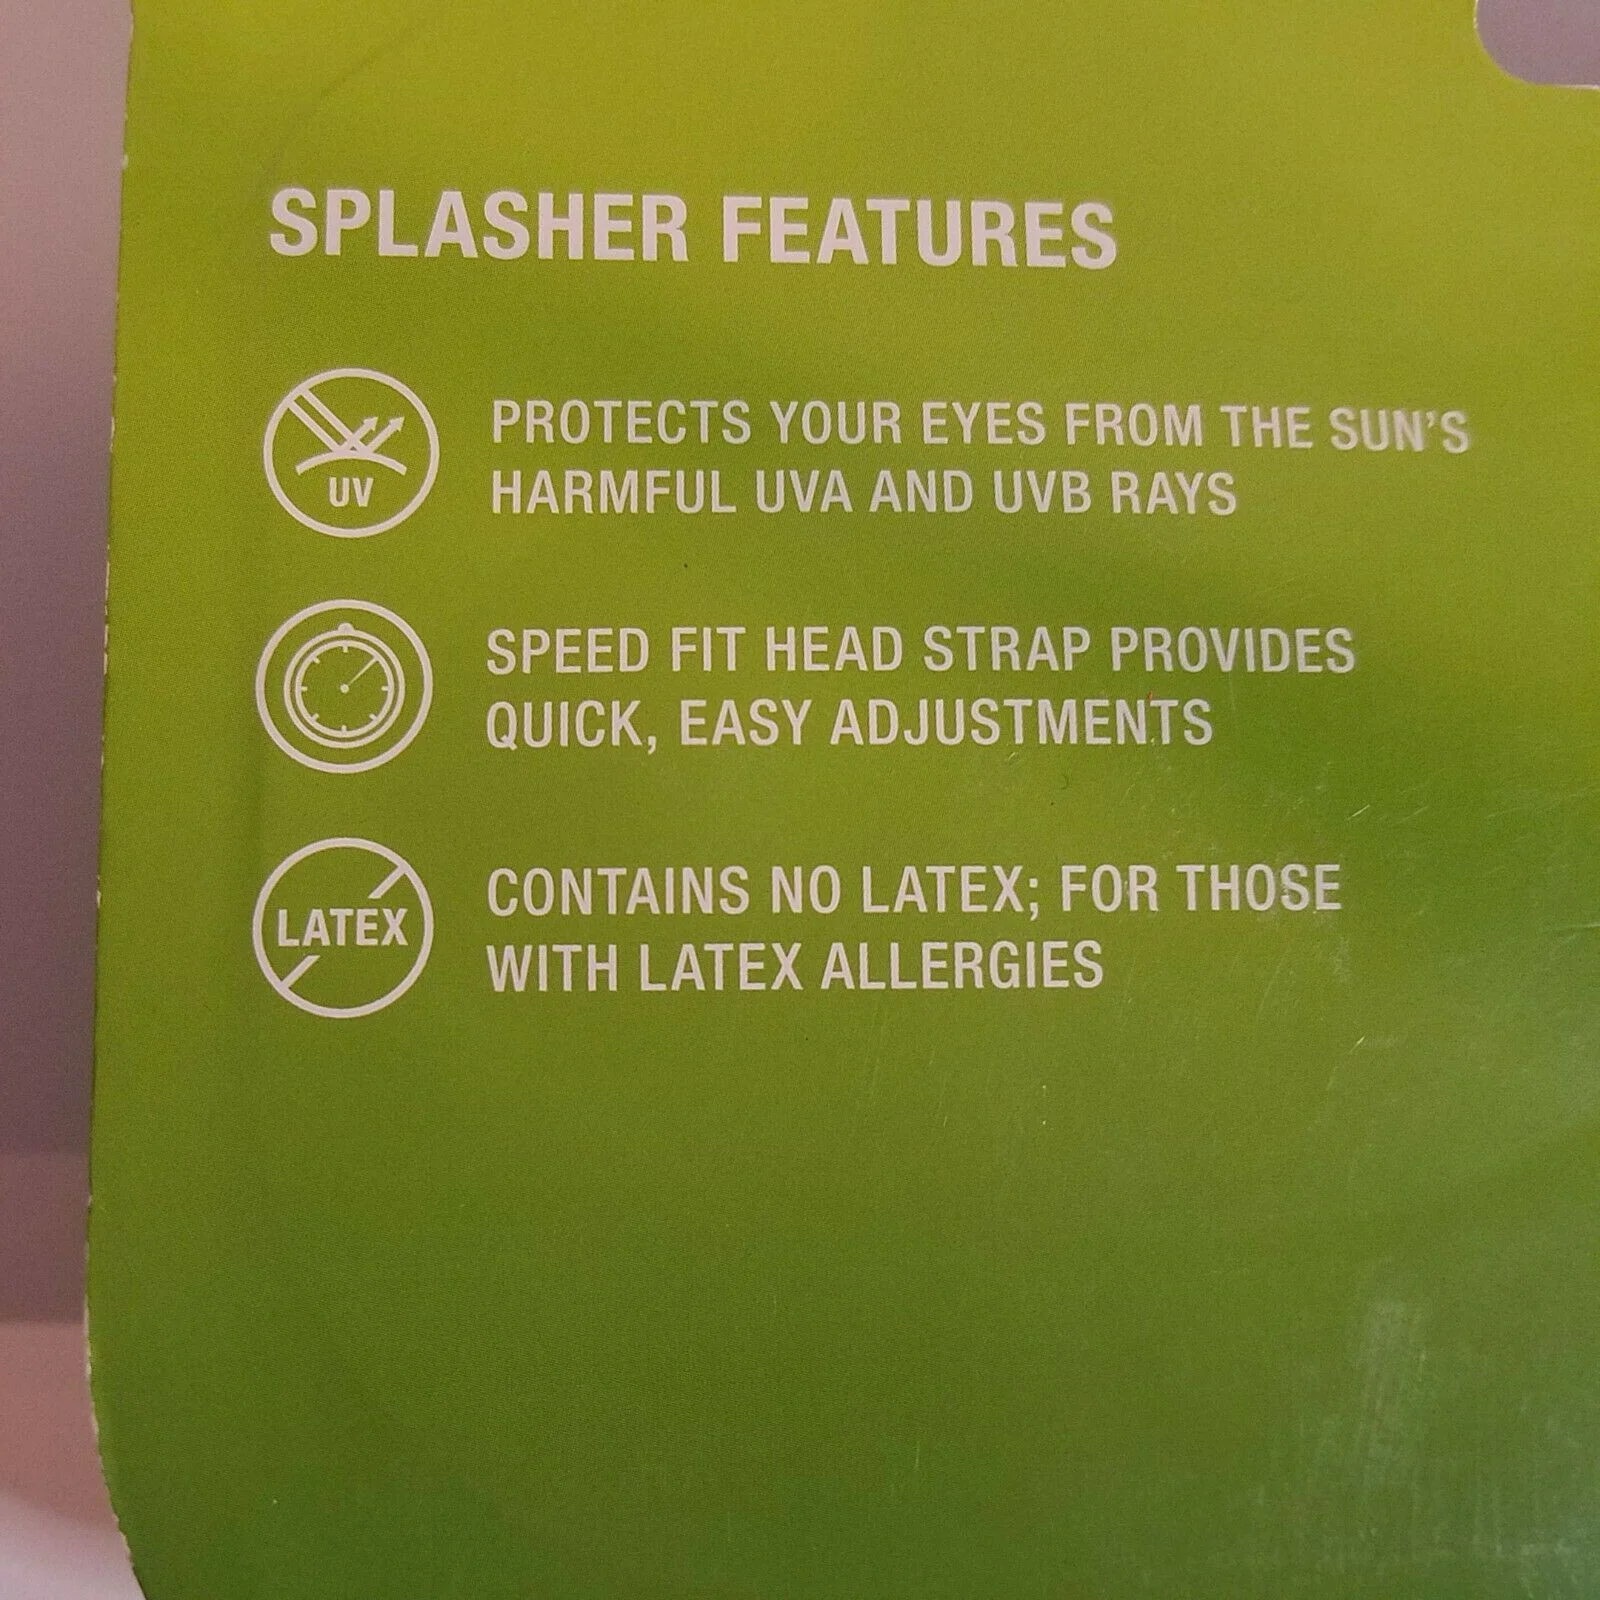 SPLASHER FEATURES
UV
PROTECTS YOUR EYES FROM THE SUN'S
HARMFUL UVA AND UVB RAYS
SPEED FIT HEAD STRAP PROVIDES
QUICK, EASY ADJUSTMENTS
LATEX
CONTAINS NO LATEX; FOR THOSE
WITH LATEX ALLERGIES